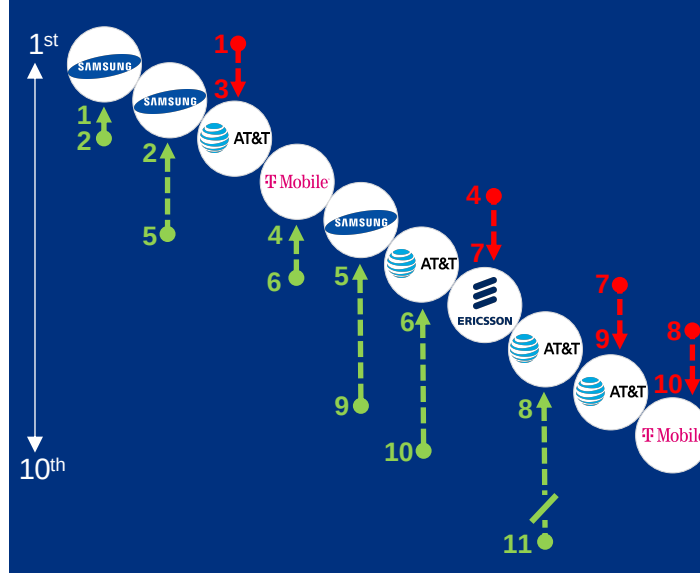 1st
SAMSUNG
1
2
SAMSUNG
2
5
1
3
AT&T
T Mobile
4
6
SAMSUNG
5
9
AT&T
6
10
4
7
ERICSSON
AT&T
8
11
7
9
AT&T
8
10
T Mobile
10th